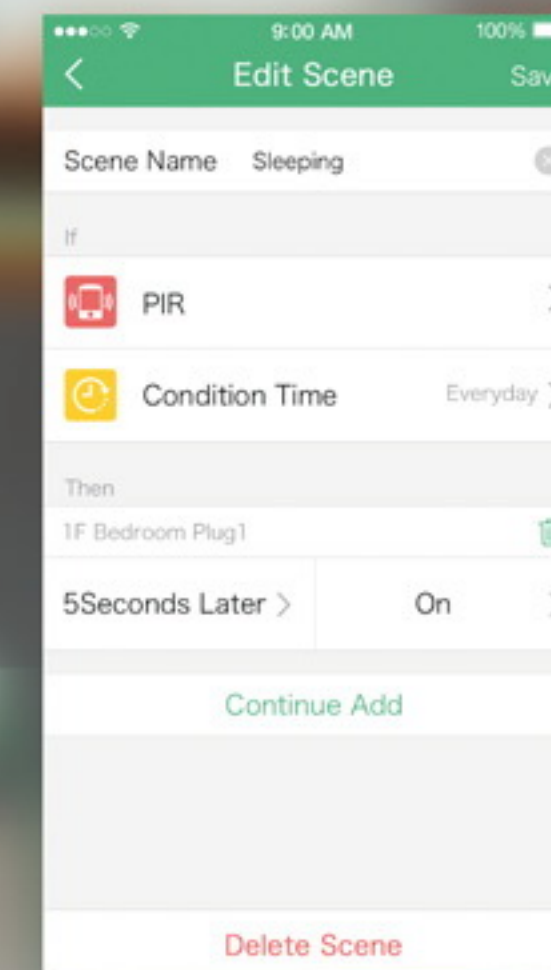 9:00 AM 100%
Edit Scene Sav
Scene Name Sleeping
If
PIR
Condition Time Everyday
Then
1F Bedroom Plug1
5Seconds Later > On
Continue Add
Delete Scene